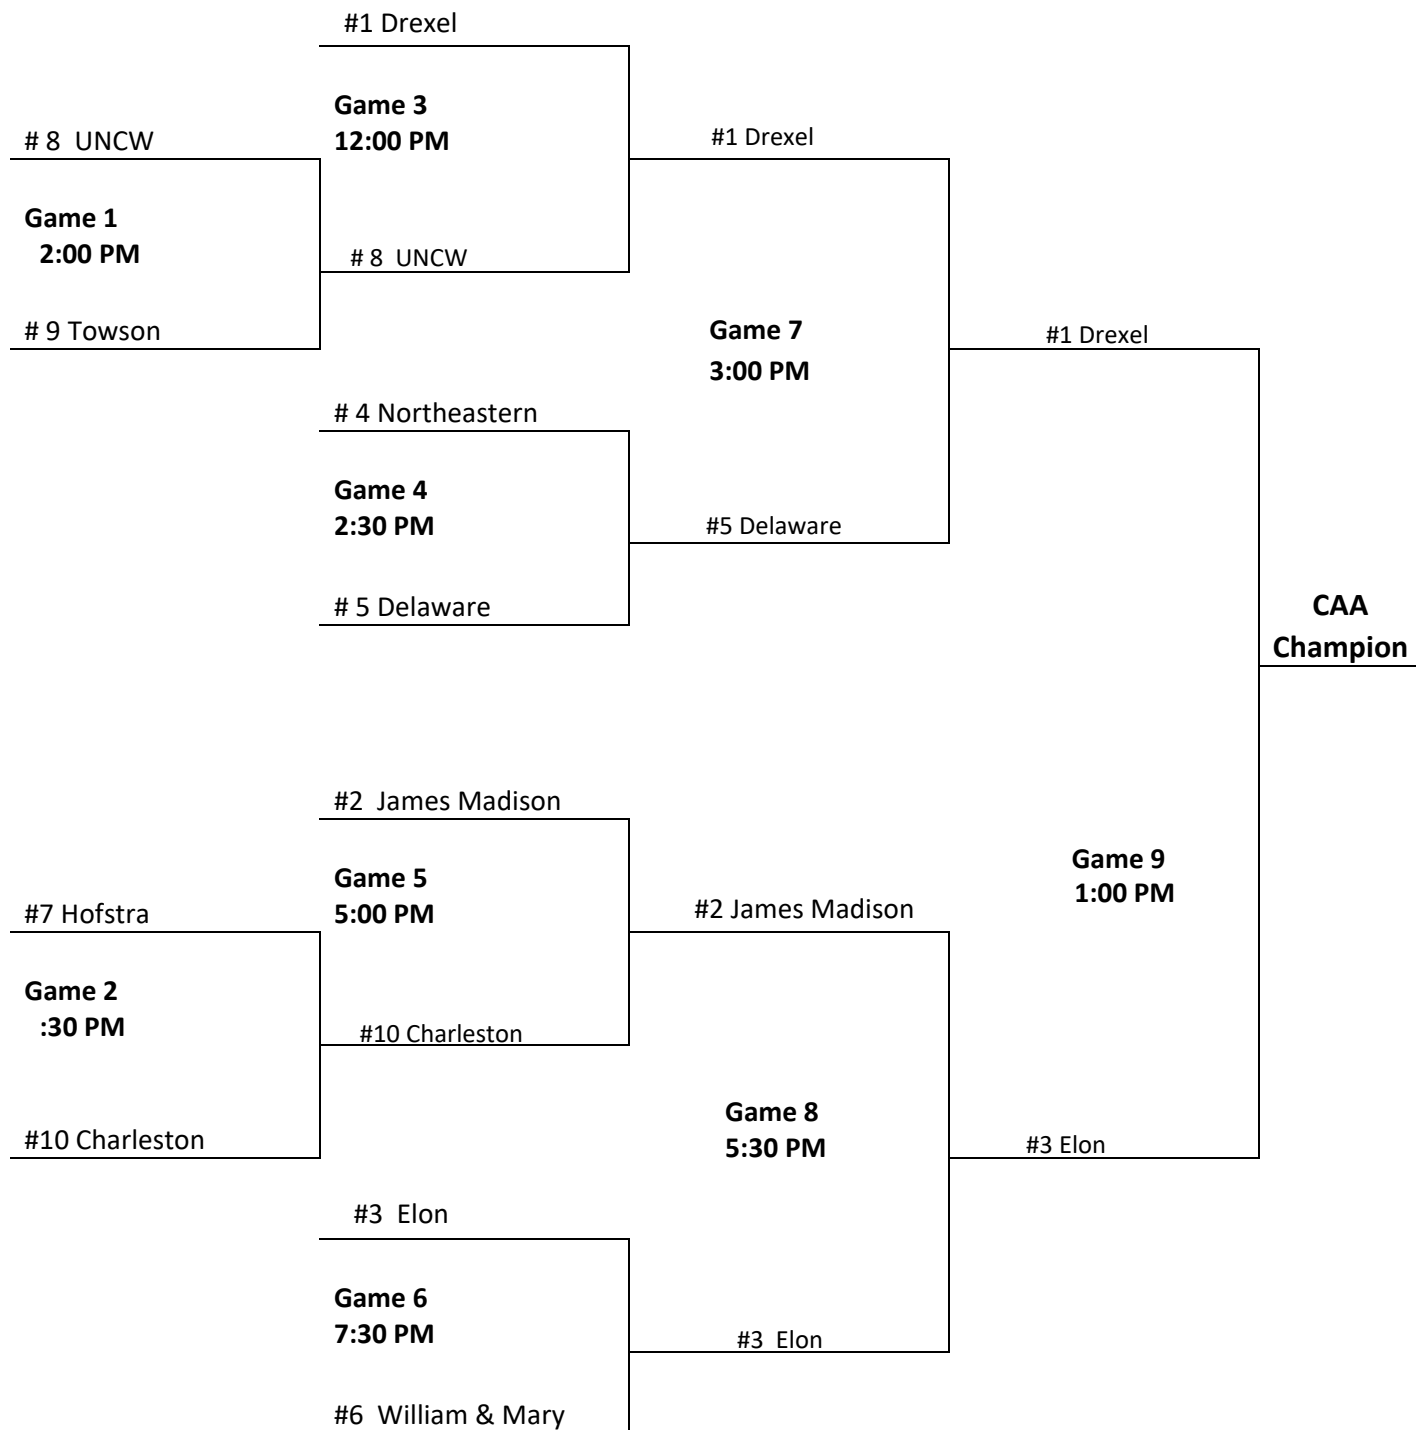 #1 Drexel
Game 3
12:00 PM
# 8  UNCW
#1 Drexel
Game 1
2:00 PM
# 8  UNCW
# 9 Towson
Game 7
3:00 PM
#1 Drexel
# 4 Northeastern
Game 4
2:30 PM
#5 Delaware
# 5 Delaware
CAA
Champion
#2  James Madison
Game 5
5:00 PM
#7 Hofstra
#2 James Madison
Game 9
1:00 PM
Game 2
:30 PM
#10 Charleston
#10 Charleston
Game 8
5:30 PM
#3 Elon
#3  Elon
Game 6
7:30 PM
#3  Elon
#6  William & Mary